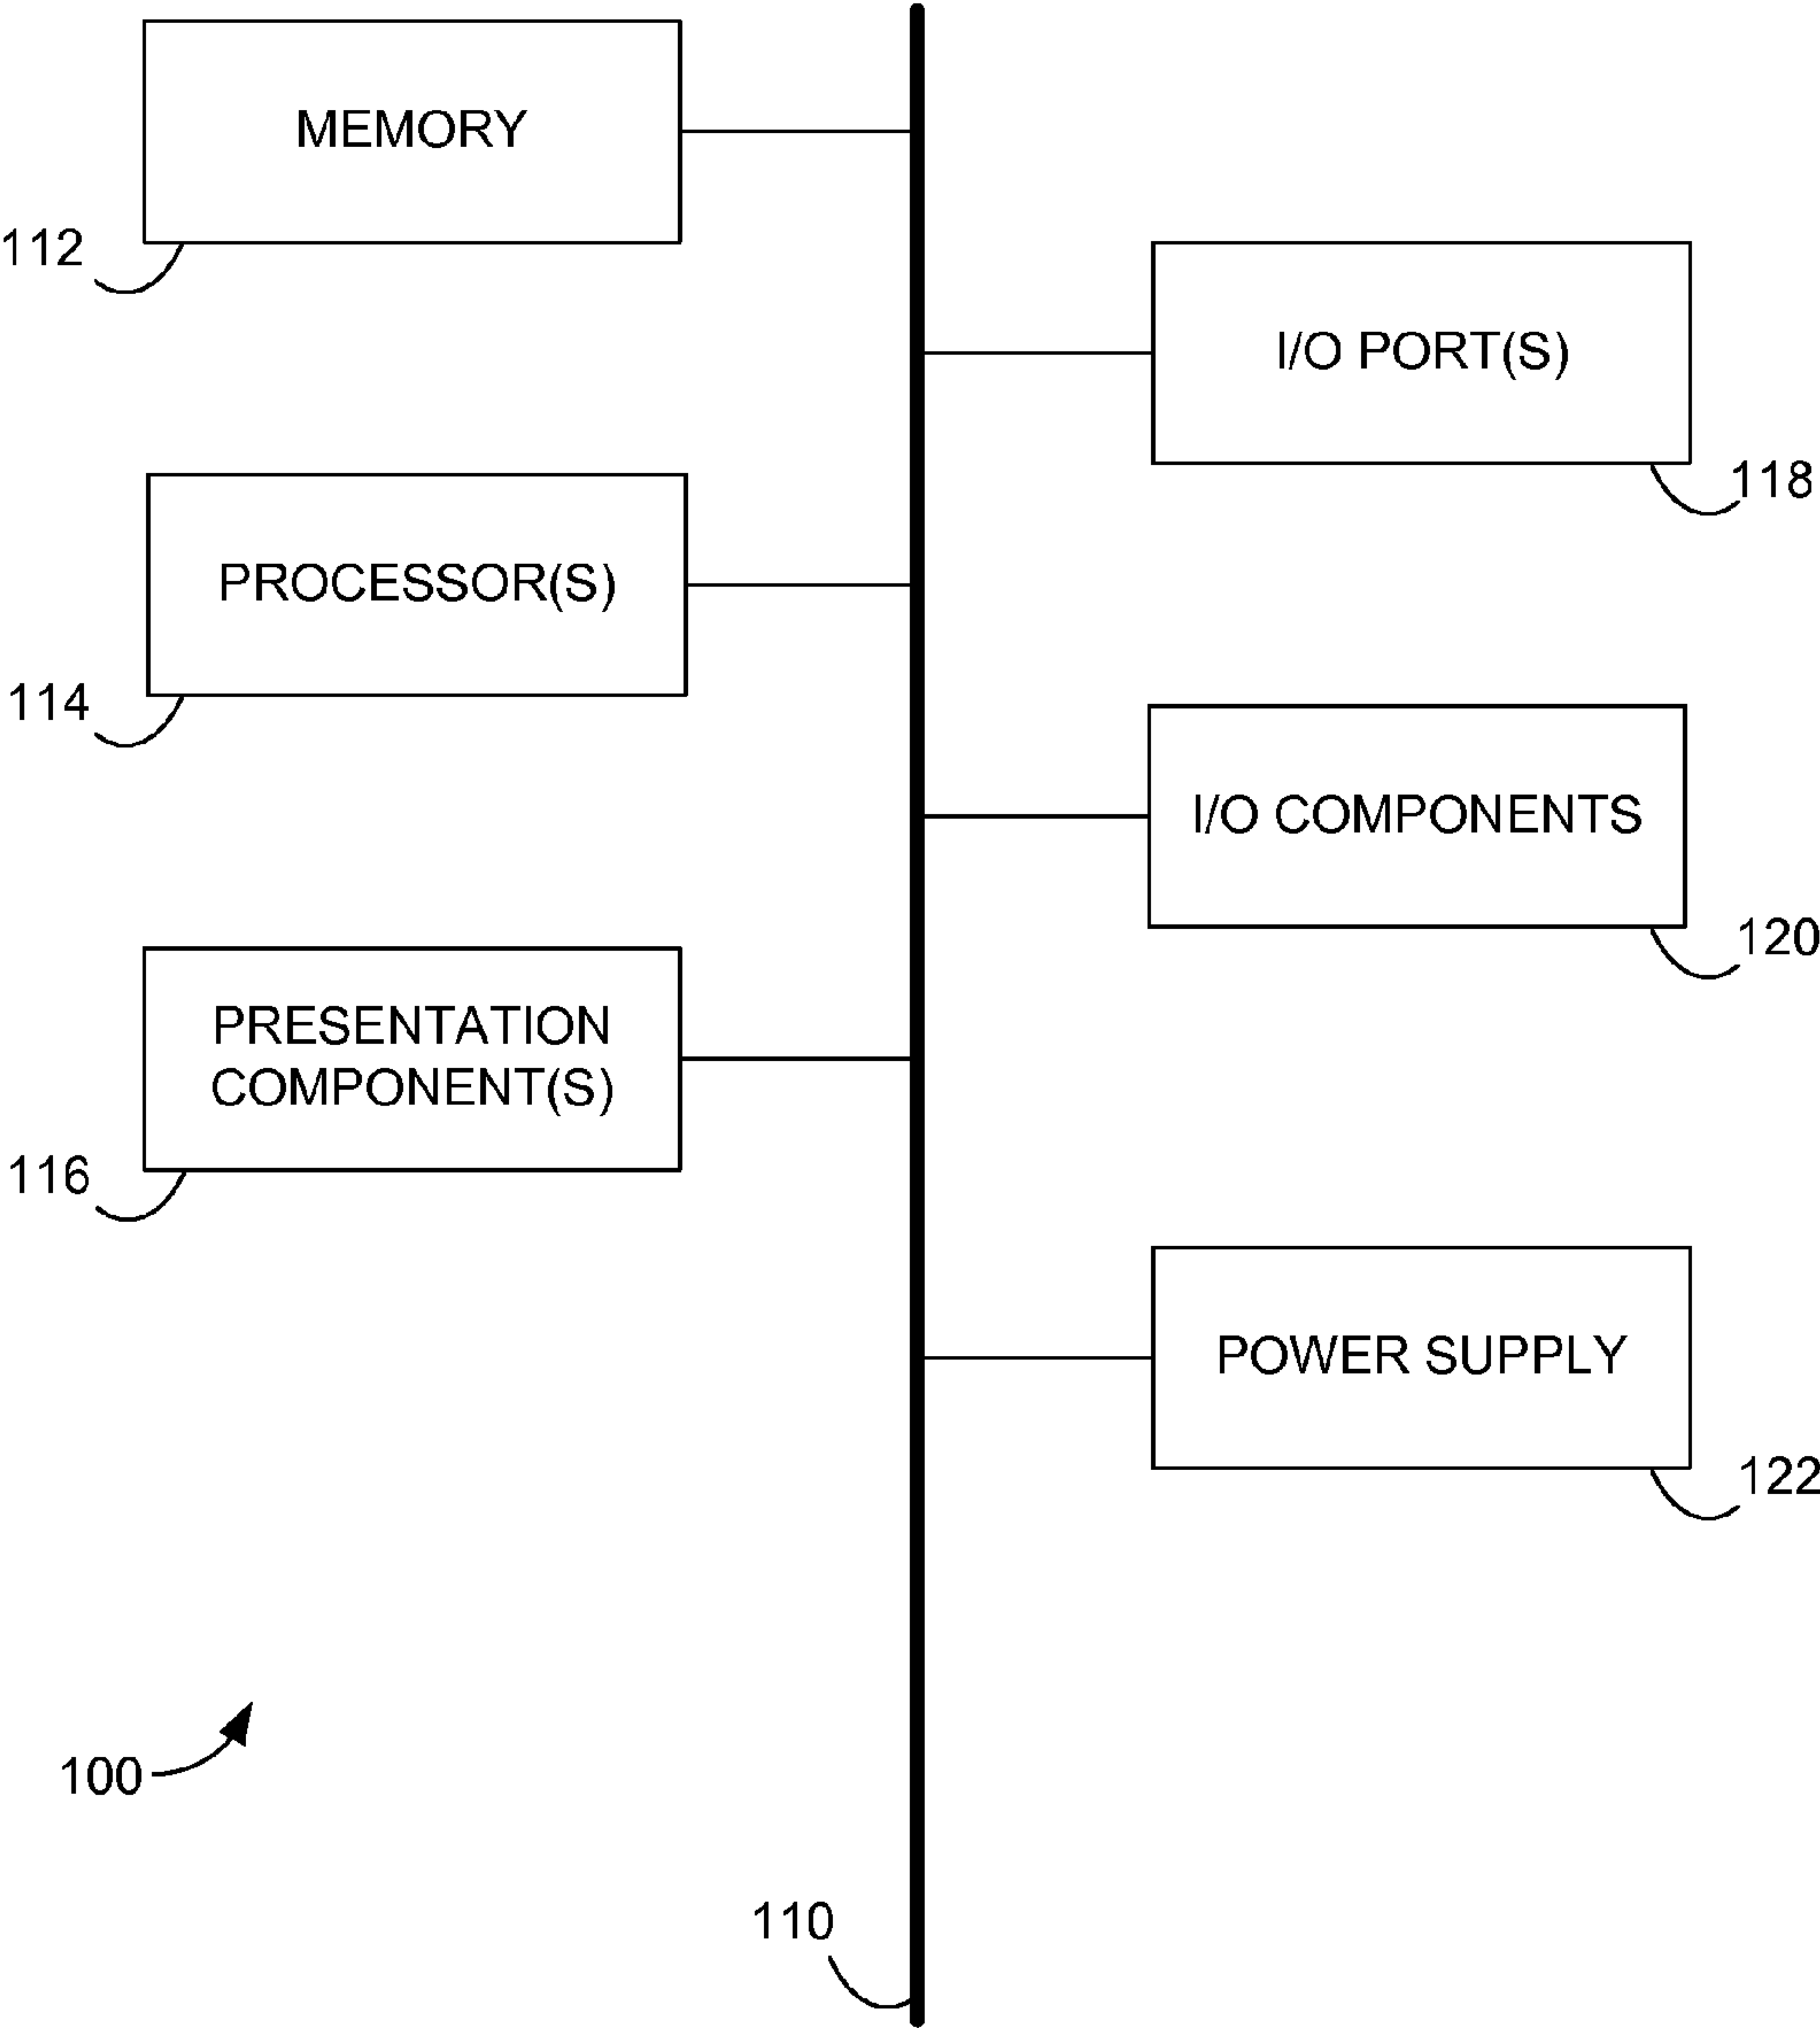 MEMORY
112
I/O PORT(S)
118
PROCESSOR(S)
114
I/O COMPONENTS
120
PRESENTATION
COMPONENT(S)
116
POWER SUPPLY
122
100
110